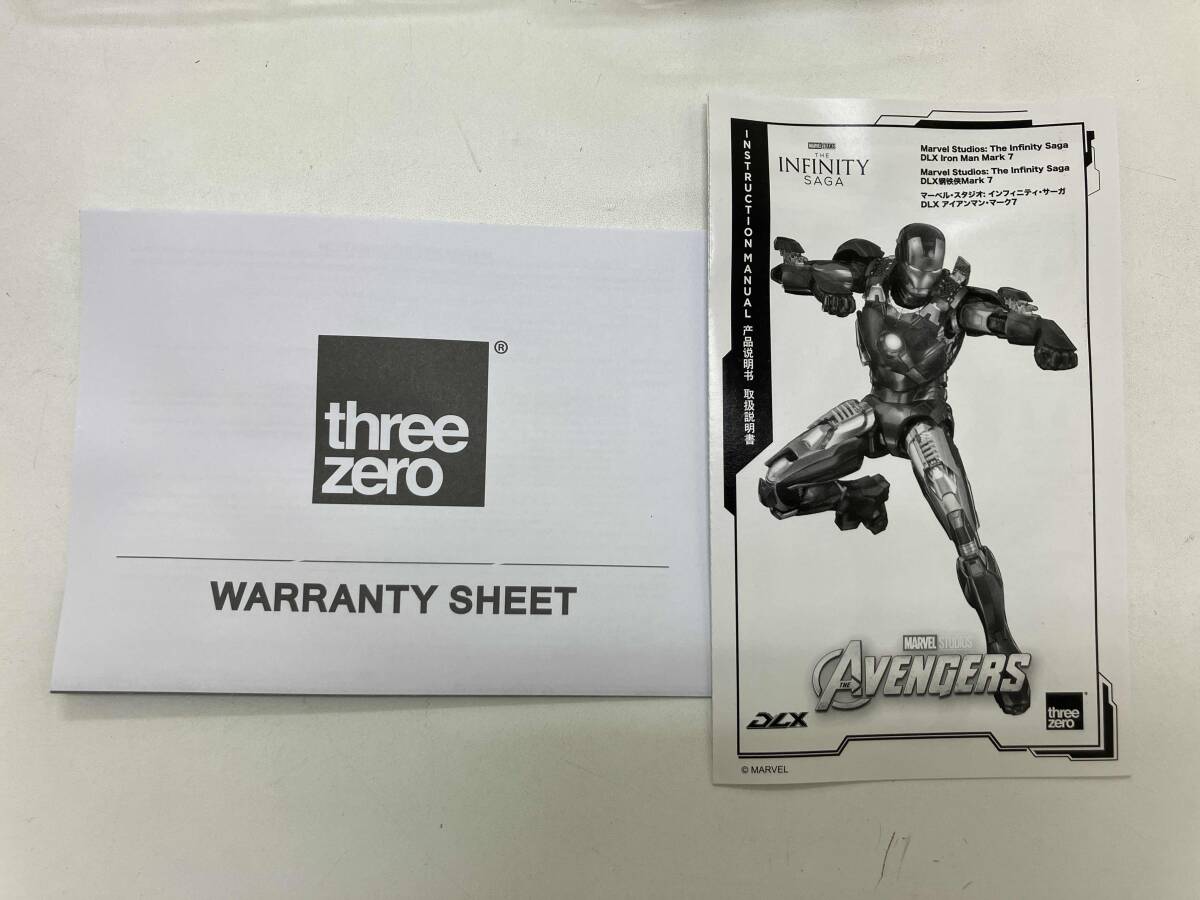 three
zero
®
WARRANTY SHEET
INSTRUCTION MANUAL 产品说明书 取扱説明書
MARVEL STUDIOS
THE
INFINITY
SAGA
Marvel Studios: The Infinity Saga
DLX Iron Man Mark 7
Marvel Studios: The Infinity Saga
DLX钢铁侠Mark 7
マーベル・スタジオ: インフィニティ・サーガ
DLX アイアンマン・マーク7
MARVEL STUDIOS
THE AVENGERS
DLX
three
zero
© MARVEL